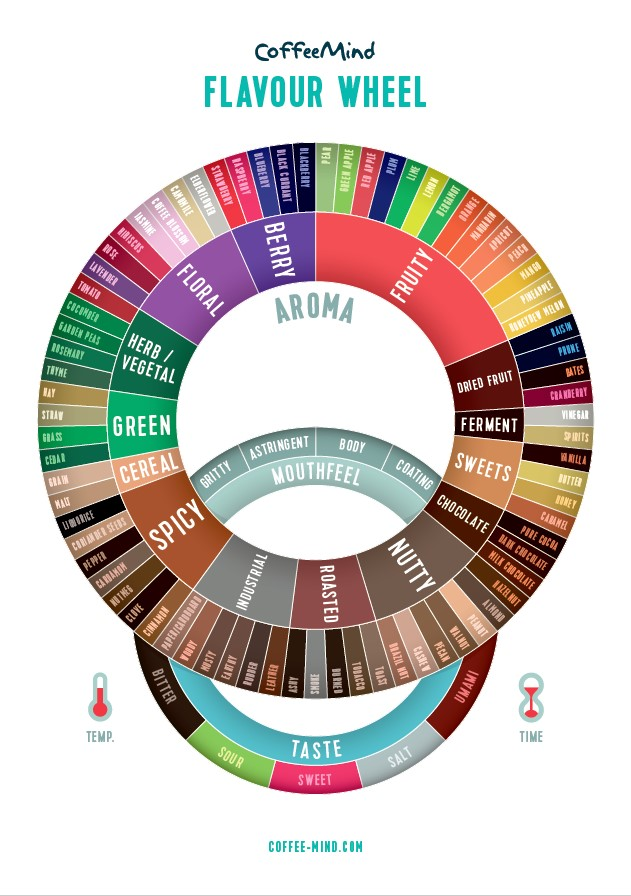 CoffeeMind
FLAVOUR WHEEL
AROMA
FRUITY
DRIED FRUIT
FERMENT
SWEETS
CHOCOLATE
NUTTY
ROASTED
INDUSTRIAL
SPICY
CEREAL
GREEN
HERB /
VEGETAL
FLORAL
BERRY
PEAR
GREEN APPLE
RED APPLE
PLUM
LIME
LEMON
BERGAMOT
ORANGE
MANDARIN
APRICOT
PEACH
MANGO
PINEAPPLE
HONEYDEW MELON
RAISIN
PRUNE
DATES
CRANBERRY
VINEGAR
SPIRITS
VANILLA
BUTTER
HONEY
CARAMEL
PURE COCOA
DARK CHOCOLATE
MILK CHOCOLATE
HAZELNUT
ALMOND
PEANUT
WALNUT
PECAN
CASHEW
BRAZIL NUT
TOAST
TOBACCO
BURNED
SMOKE
ASHY
LEATHER
RUBBER
EARTHY
MUSTY
WOODY
PAPER/CARDBOARD
CINNAMON
CLOVE
NUTMEG
CARDAMON
PEPPER
CORIANDER SEEDS
LIQUORICE
MALT
GRAIN
CEDAR
GRASS
STRAW
HAY
THYME
ROSEMARY
GARDEN PEAS
CUCUMBER
TOMATO
LAVENDER
ROSE
HIBISCUS
JASMINE
COFFEE BLOSSOM
CAMOMILE
ELDERFLOWER
STRAWBERRY
RASPBERRY
BLUEBERRY
BLACK CURRANT
BLACKBERRY
GRITTY
ASTRINGENT
BODY
COATING
MOUTHFEEL
BITTER
SOUR
SWEET
SALT
UMAMI
TASTE
TEMP.
TIME
COFFEE-MIND.COM